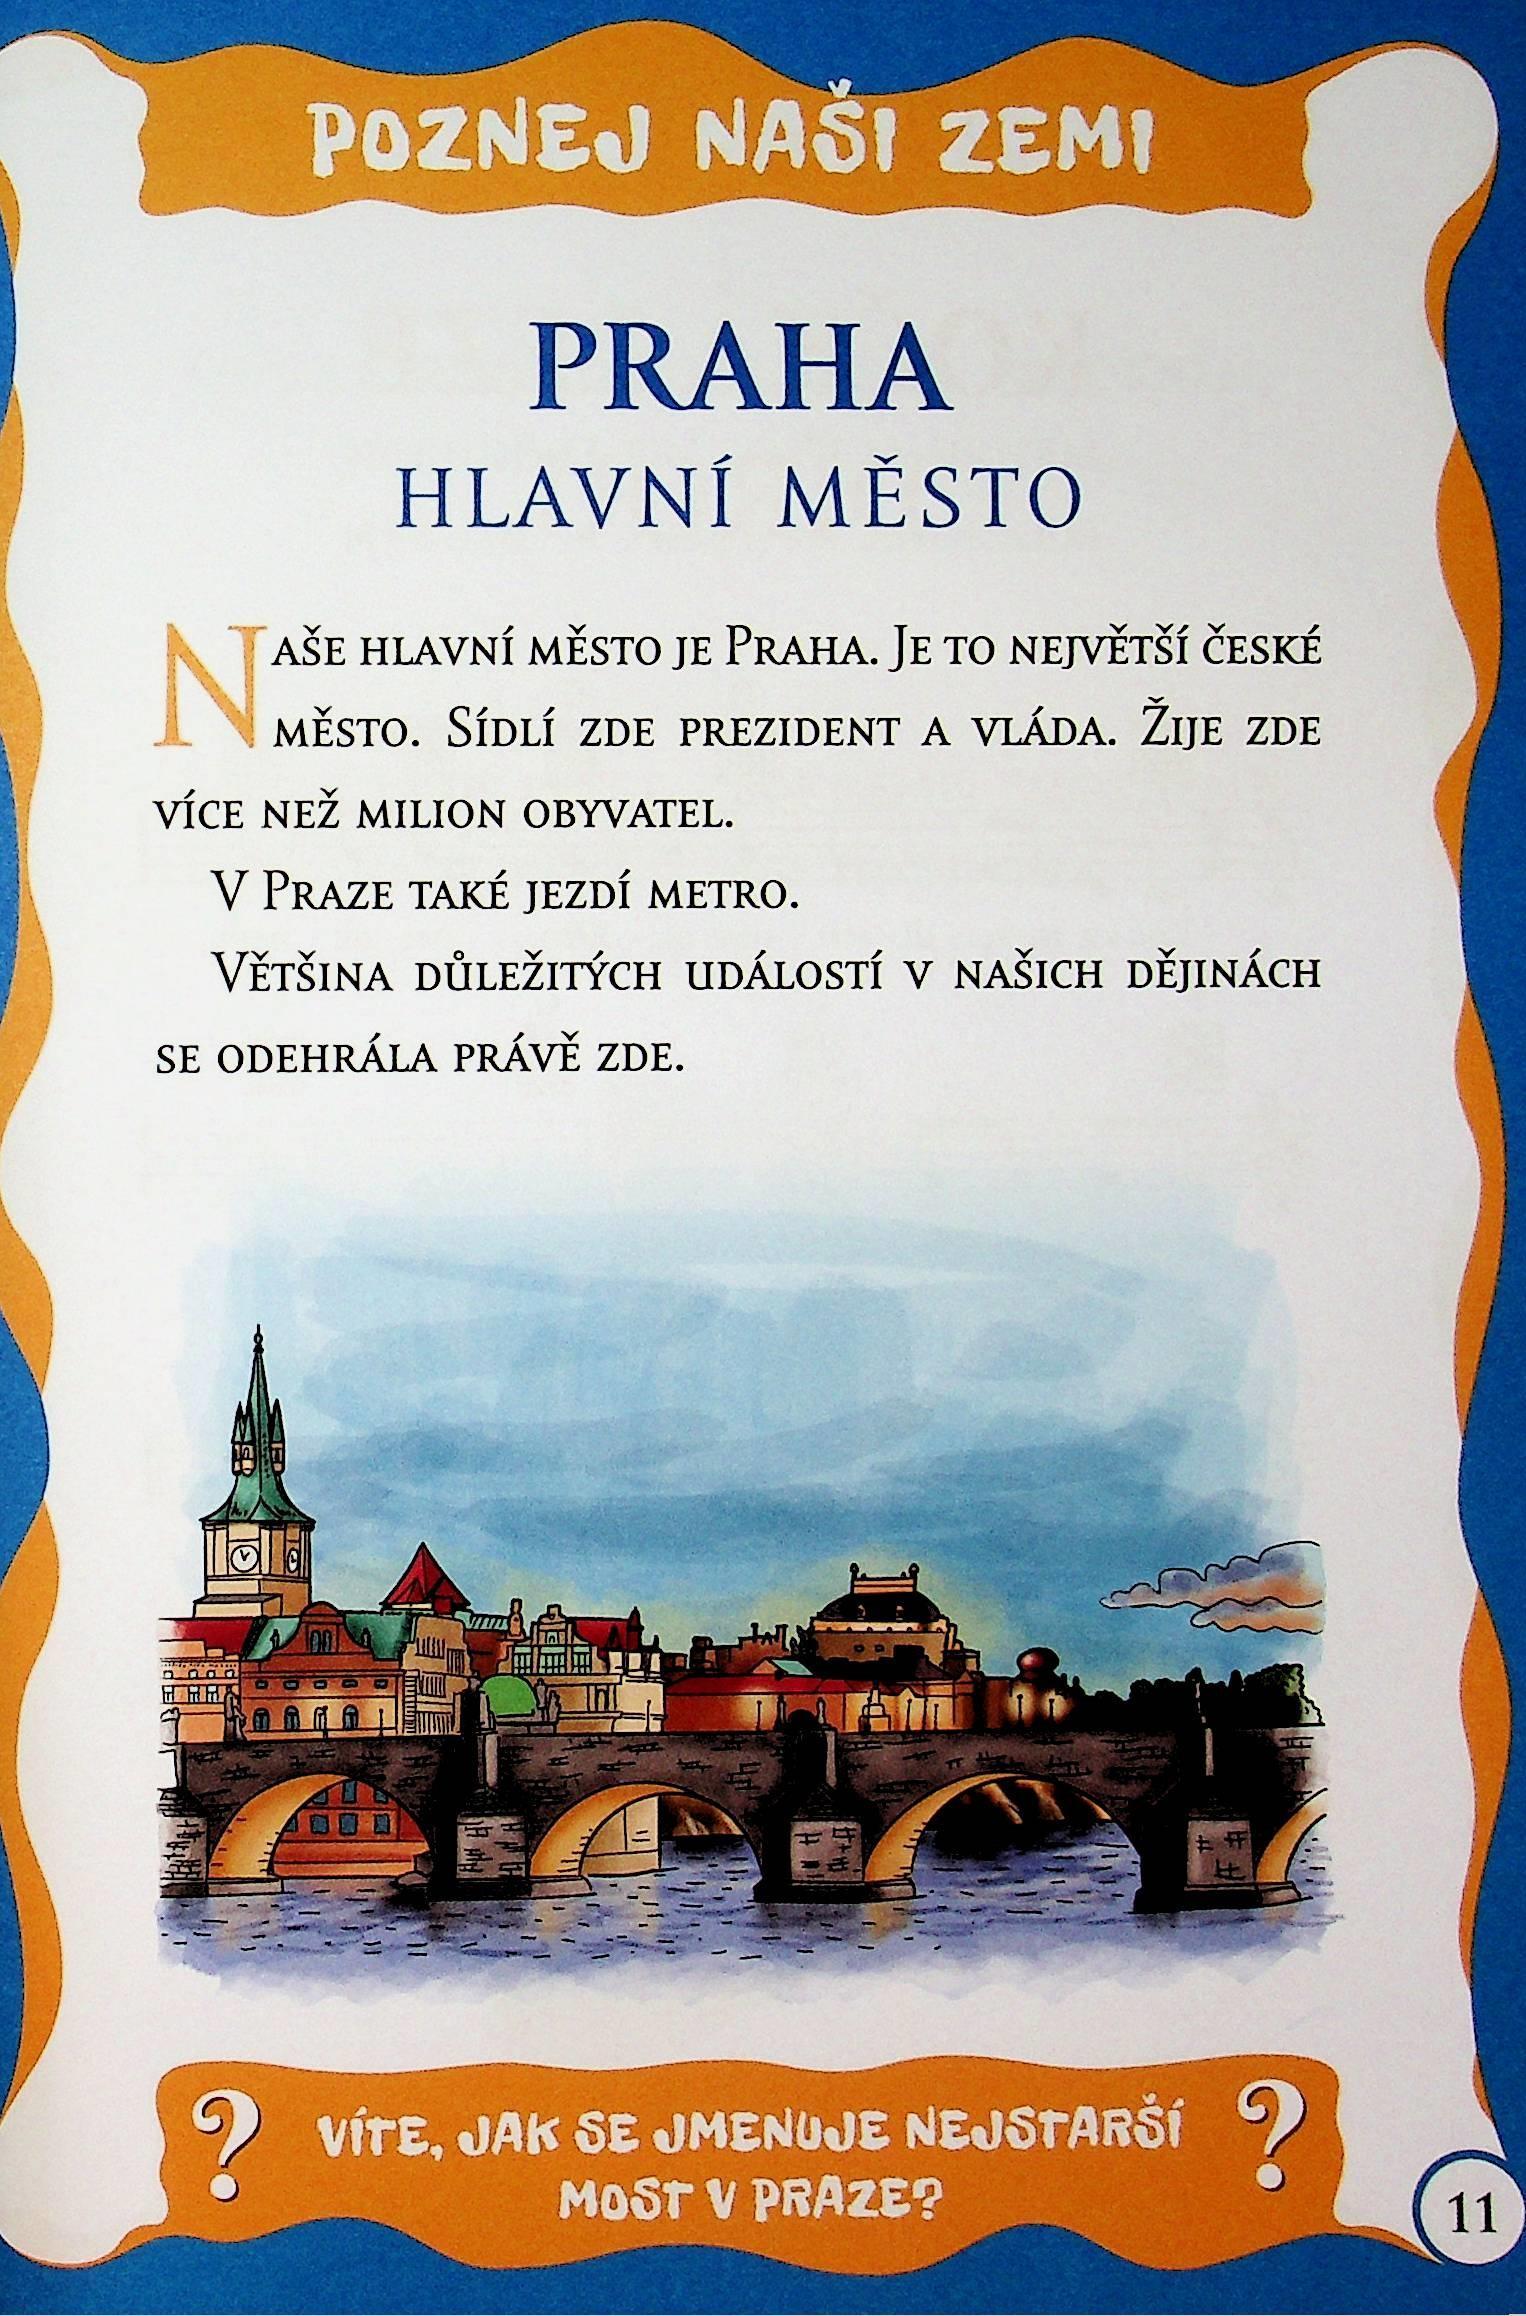 POZNEJ NAŠI ZEMI
PRAHA
HLAVNÍ MĚSTO
NAŠE HLAVNÍ MĚSTO JE PRAHA. JE TO NEJVĚTŠÍ ČESKÉ
MĚSTO. SÍDLÍ ZDE PREZIDENT A VLÁDA. ŽIJE ZDE
VÍCE NEŽ MILION OBYVATEL.
V PRAZE TAKÉ JEZDÍ METRO.
VĚTŠINA DŮLEŽITÝCH UDÁLOSTÍ V NAŠICH DĚJINÁCH
SE ODEHRÁLA PRÁVĚ ZDE.
? VÍTE, JAK SE JMENUJE NEJSTARŠÍ ?
MOST V PRAZE?
11